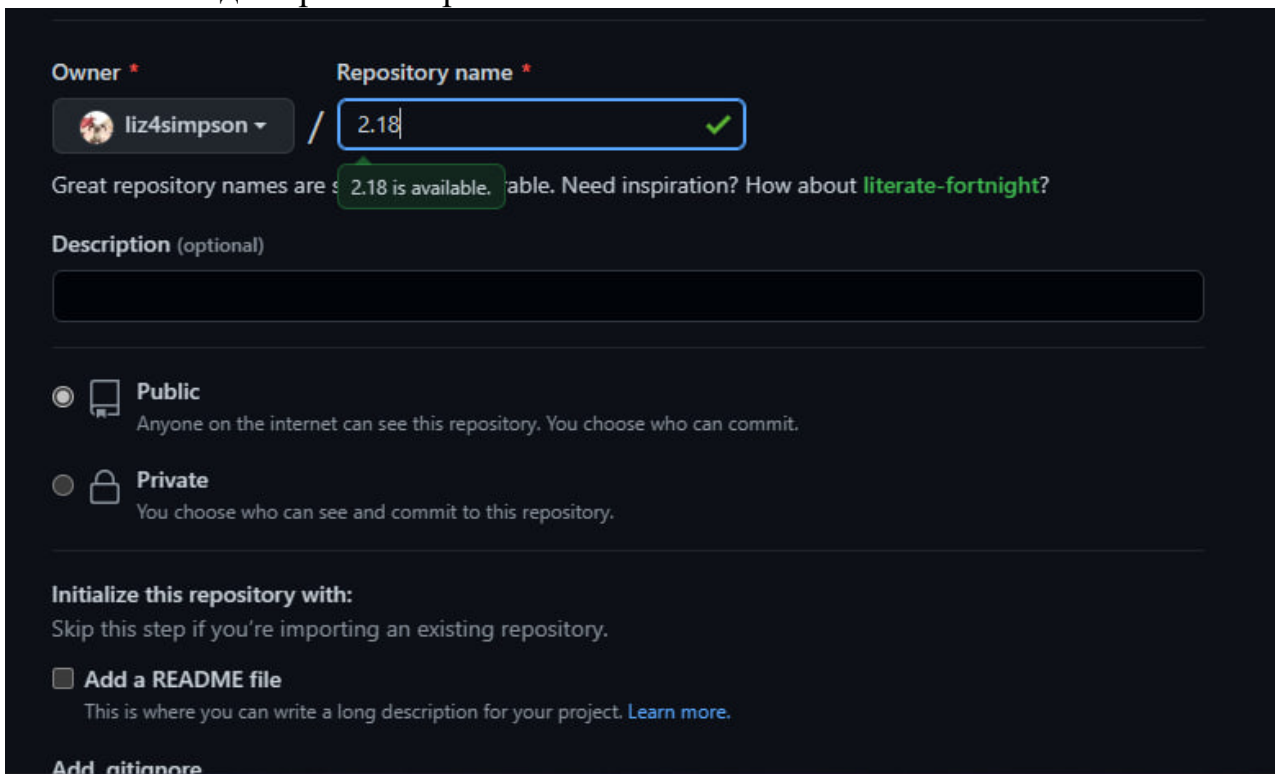 Owner *
Repository name *
liz4simpson
/
2.18
Great repository names are s
2.18 is available.
rable. Need inspiration? How about literate-fortnight?
Description (optional)
Public
Anyone on the internet can see this repository. You choose who can commit.
Private
You choose who can see and commit to this repository.
Initialize this repository with:
Skip this step if you're importing an existing repository.
Add a README file
This is where you can write a long description for your project. Learn more.
Add .gitignore